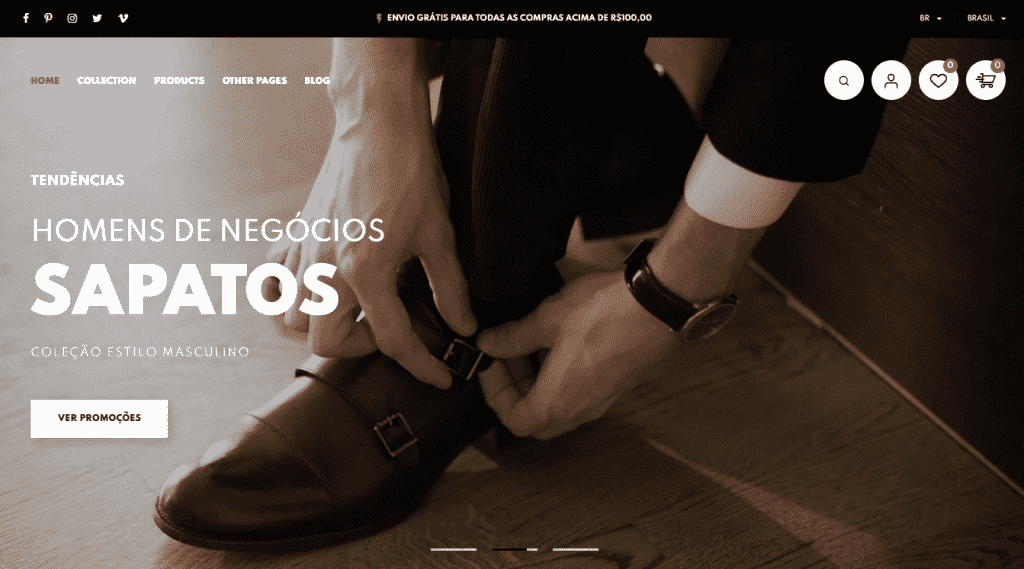 ENVIO GRÁTIS PARA TODAS AS COMPRAS ACIMA DE R$100,00
BR
BRASIL
HOME COLLECTION PRODUCTS OTHER PAGES BLOG
0
0
TENDÊNCIAS
HOMENS DE NEGÓCIOS
SAPATOS
COLEÇÃO ESTILO MASCULINO
VER PROMOÇÕES